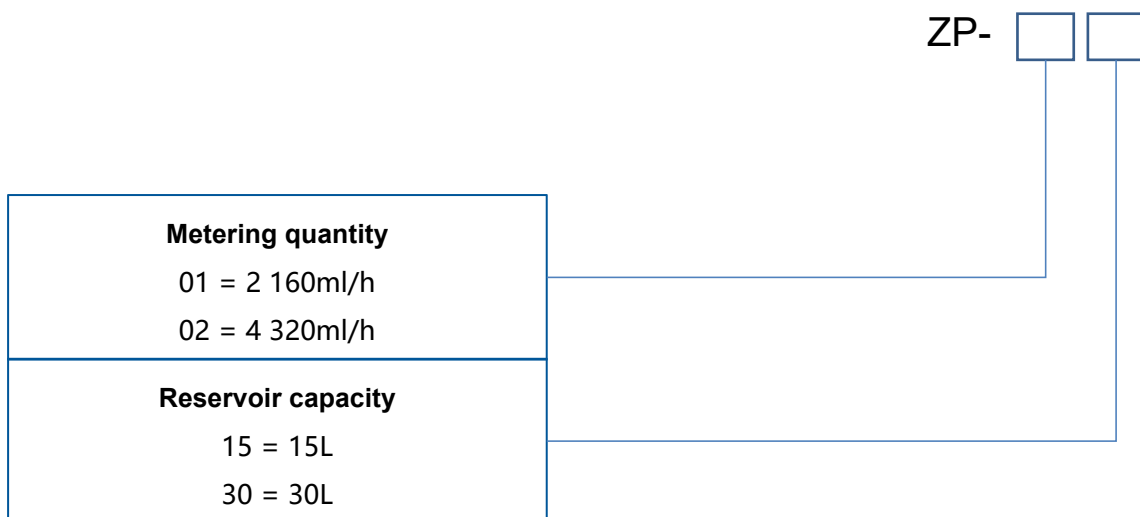 ZP-
Metering quantity
01 = 2 160ml/h
02 = 4 320ml/h
Reservoir capacity
15 = 15L
30 = 30L